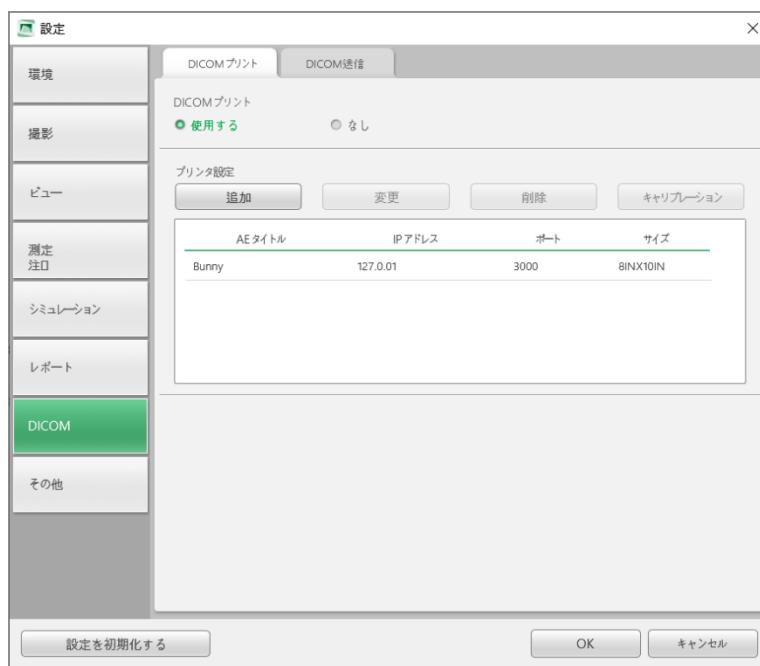 設定
環境
撮影
ビュー
測定
注口
シミュレーション
レポート
DICOM
その他
DICOMプリント
DICOM送信
DICOMプリント
使用する
なし
プリンタ設定
追加
変更
削除
キャリブレーション
AEタイトル IPアドレス ポート サイズ
Bunny 127.0.01 3000 8INX10IN
設定を初期化する
OK
キャンセル